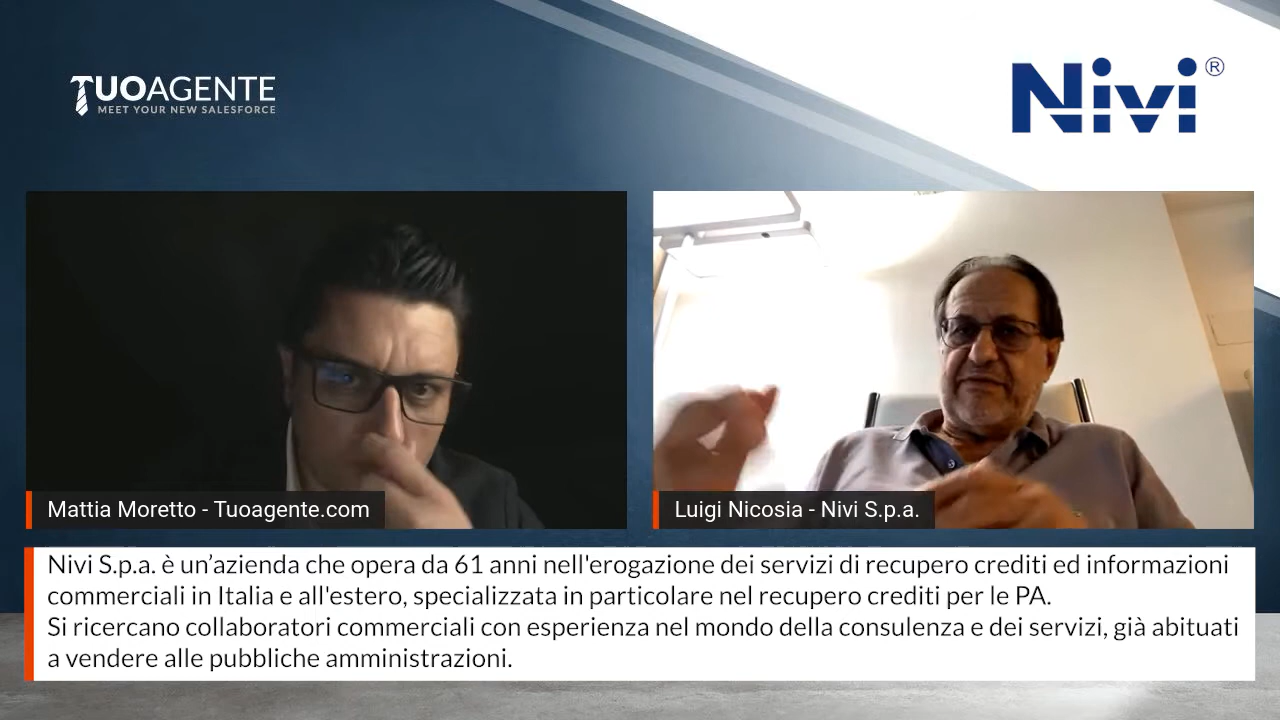 TUOAGENTE
MEET YOUR NEW SALESFORCE
Nivi®
Mattia Moretto - Tuoagente.com
Luigi Nicosia - Nivi S.p.a.
Nivi S.p.a. è un’azienda che opera da 61 anni nell'erogazione dei servizi di recupero crediti ed informazioni
commerciali in Italia e all'estero, specializzata in particolare nel recupero crediti per le PA.
Si ricercano collaboratori commerciali con esperienza nel mondo della consulenza e dei servizi, già abituati
a vendere alle pubbliche amministrazioni.